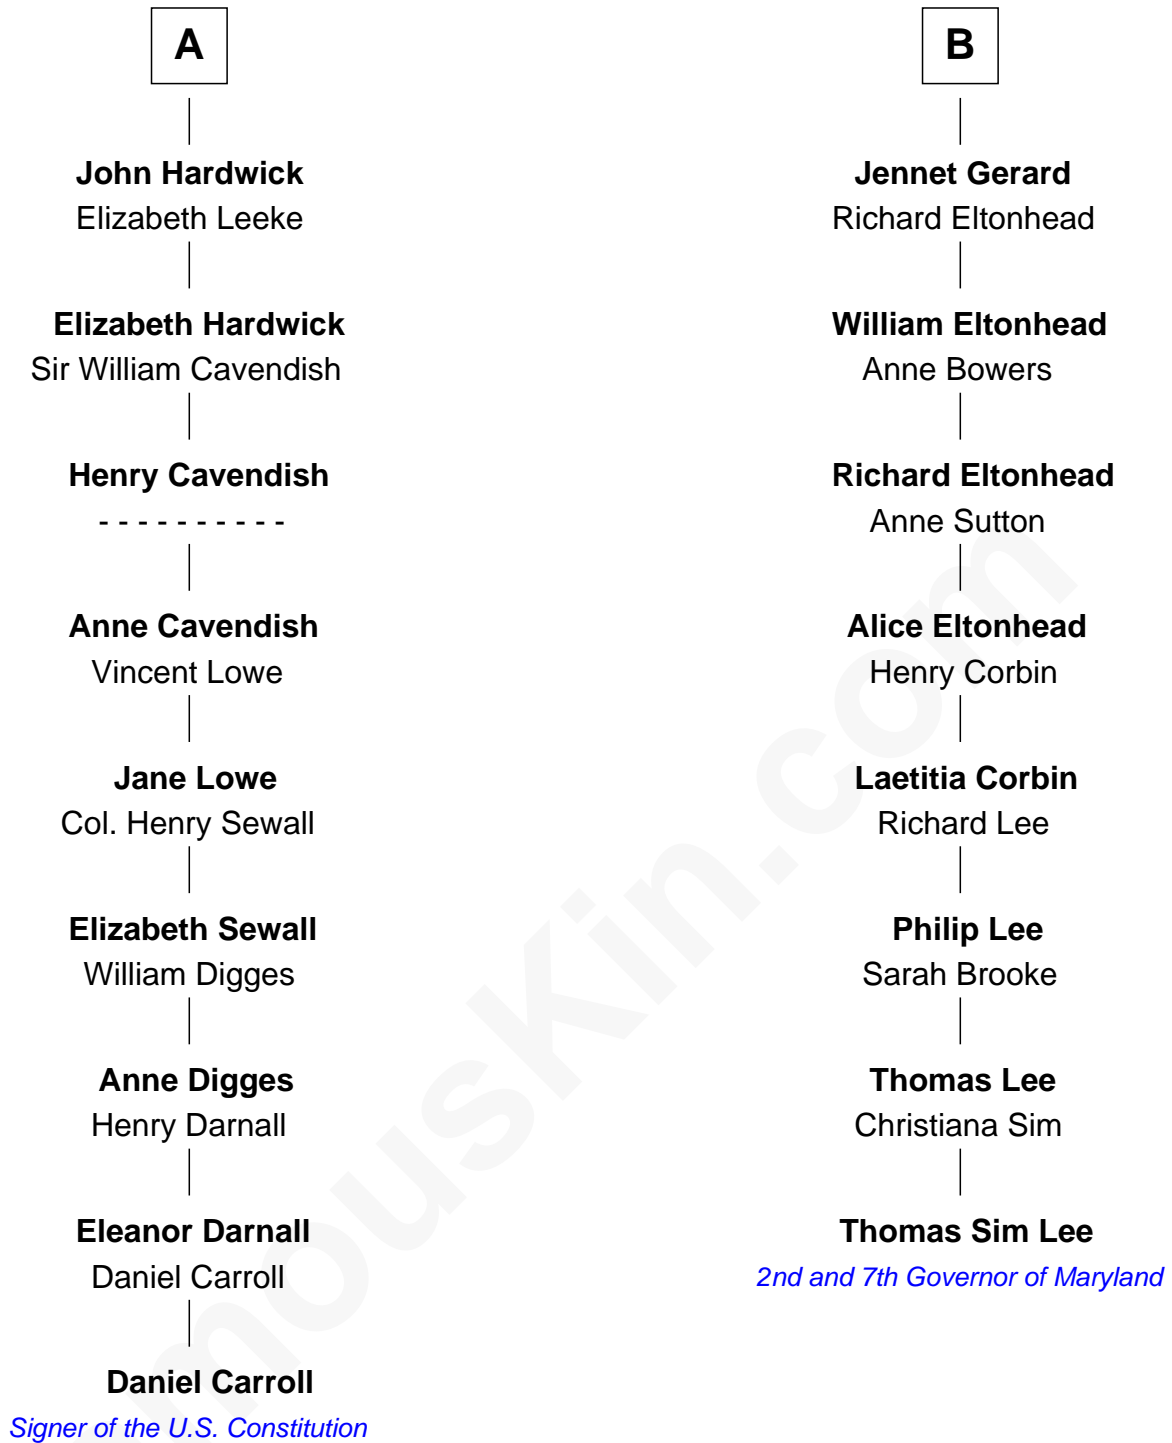 A
John Hardwick
Elizabeth Leeke
Elizabeth Hardwick
Sir William Cavendish
Henry Cavendish
- - - - - - - - - -
Anne Cavendish
Vincent Lowe
Jane Lowe
Col. Henry Sewall
Elizabeth Sewall
William Digges
Anne Digges
Henry Darnall
Eleanor Darnall
Daniel Carroll
Daniel Carroll
Signer of the U.S. Constitution
B
Jennet Gerard
Richard Eltonhead
William Eltonhead
Anne Bowers
Richard Eltonhead
Anne Sutton
Alice Eltonhead
Henry Corbin
Laetitia Corbin
Richard Lee
Philip Lee
Sarah Brooke
Thomas Lee
Christiana Sim
Thomas Sim Lee
2nd and 7th Governor of Maryland
mousKin.com